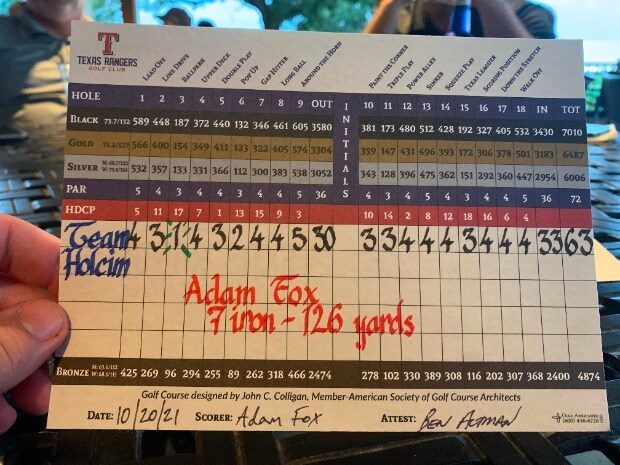 T
TEXAS RANGERS
GOLF CLUB
LEAD OFF LINE DRIVE BALLPARK UPPER DECK DOUBLE PLAY POP UP GAP HITTER LONG BALL AROUND THE HORN PAINT THE CORNER TRIPLE PLAY POWER ALLEY SINKER SQUEEZE PLAY TEXAS LEAGUER SCORING POSITION DOWN THE STRETCH WALK OFF
HOLE 1 2 3 4 5 6 7 8 9 OUT INITIALS 10 11 12 13 14 15 16 17 18 IN TOT
BLACK 73.7/132 589 448 187 372 440 132 346 461 605 3580 381 173 480 512 428 192 327 405 532 3430 7010
GOLD 566 400 154 349 411 123 322 405 574 3304 359 147 431 496 393 172 306 378 501 3183 6487
SILVER 532 357 133 331 366 112 300 383 538 3052 343 128 396 475 362 151 292 360 447 2954 6006
PAR 5 4 3 4 4 3 4 4 5 36 4 3 4 5 4 3 4 4 5 36 72
HDCP 5 11 17 7 1 13 15 9 3 10 14 2 8 12 18 16 6 4
Team 4 3 1 4 3 2 4 4 5 30 3 3 4 4 4 3 4 4 4 33 63
Holcim
Adam Fox
7 iron - 126 yards
BRONZE 425 269 96 294 255 89 262 318 466 2474 278 102 330 389 308 116 202 307 368 2400 4874
Golf Course designed by John C. Colligan, Member-American Society of Golf Course Architects
DATE: 10/20/21 SCORER: Adam Fox ATTEST: BEN ALTMAN